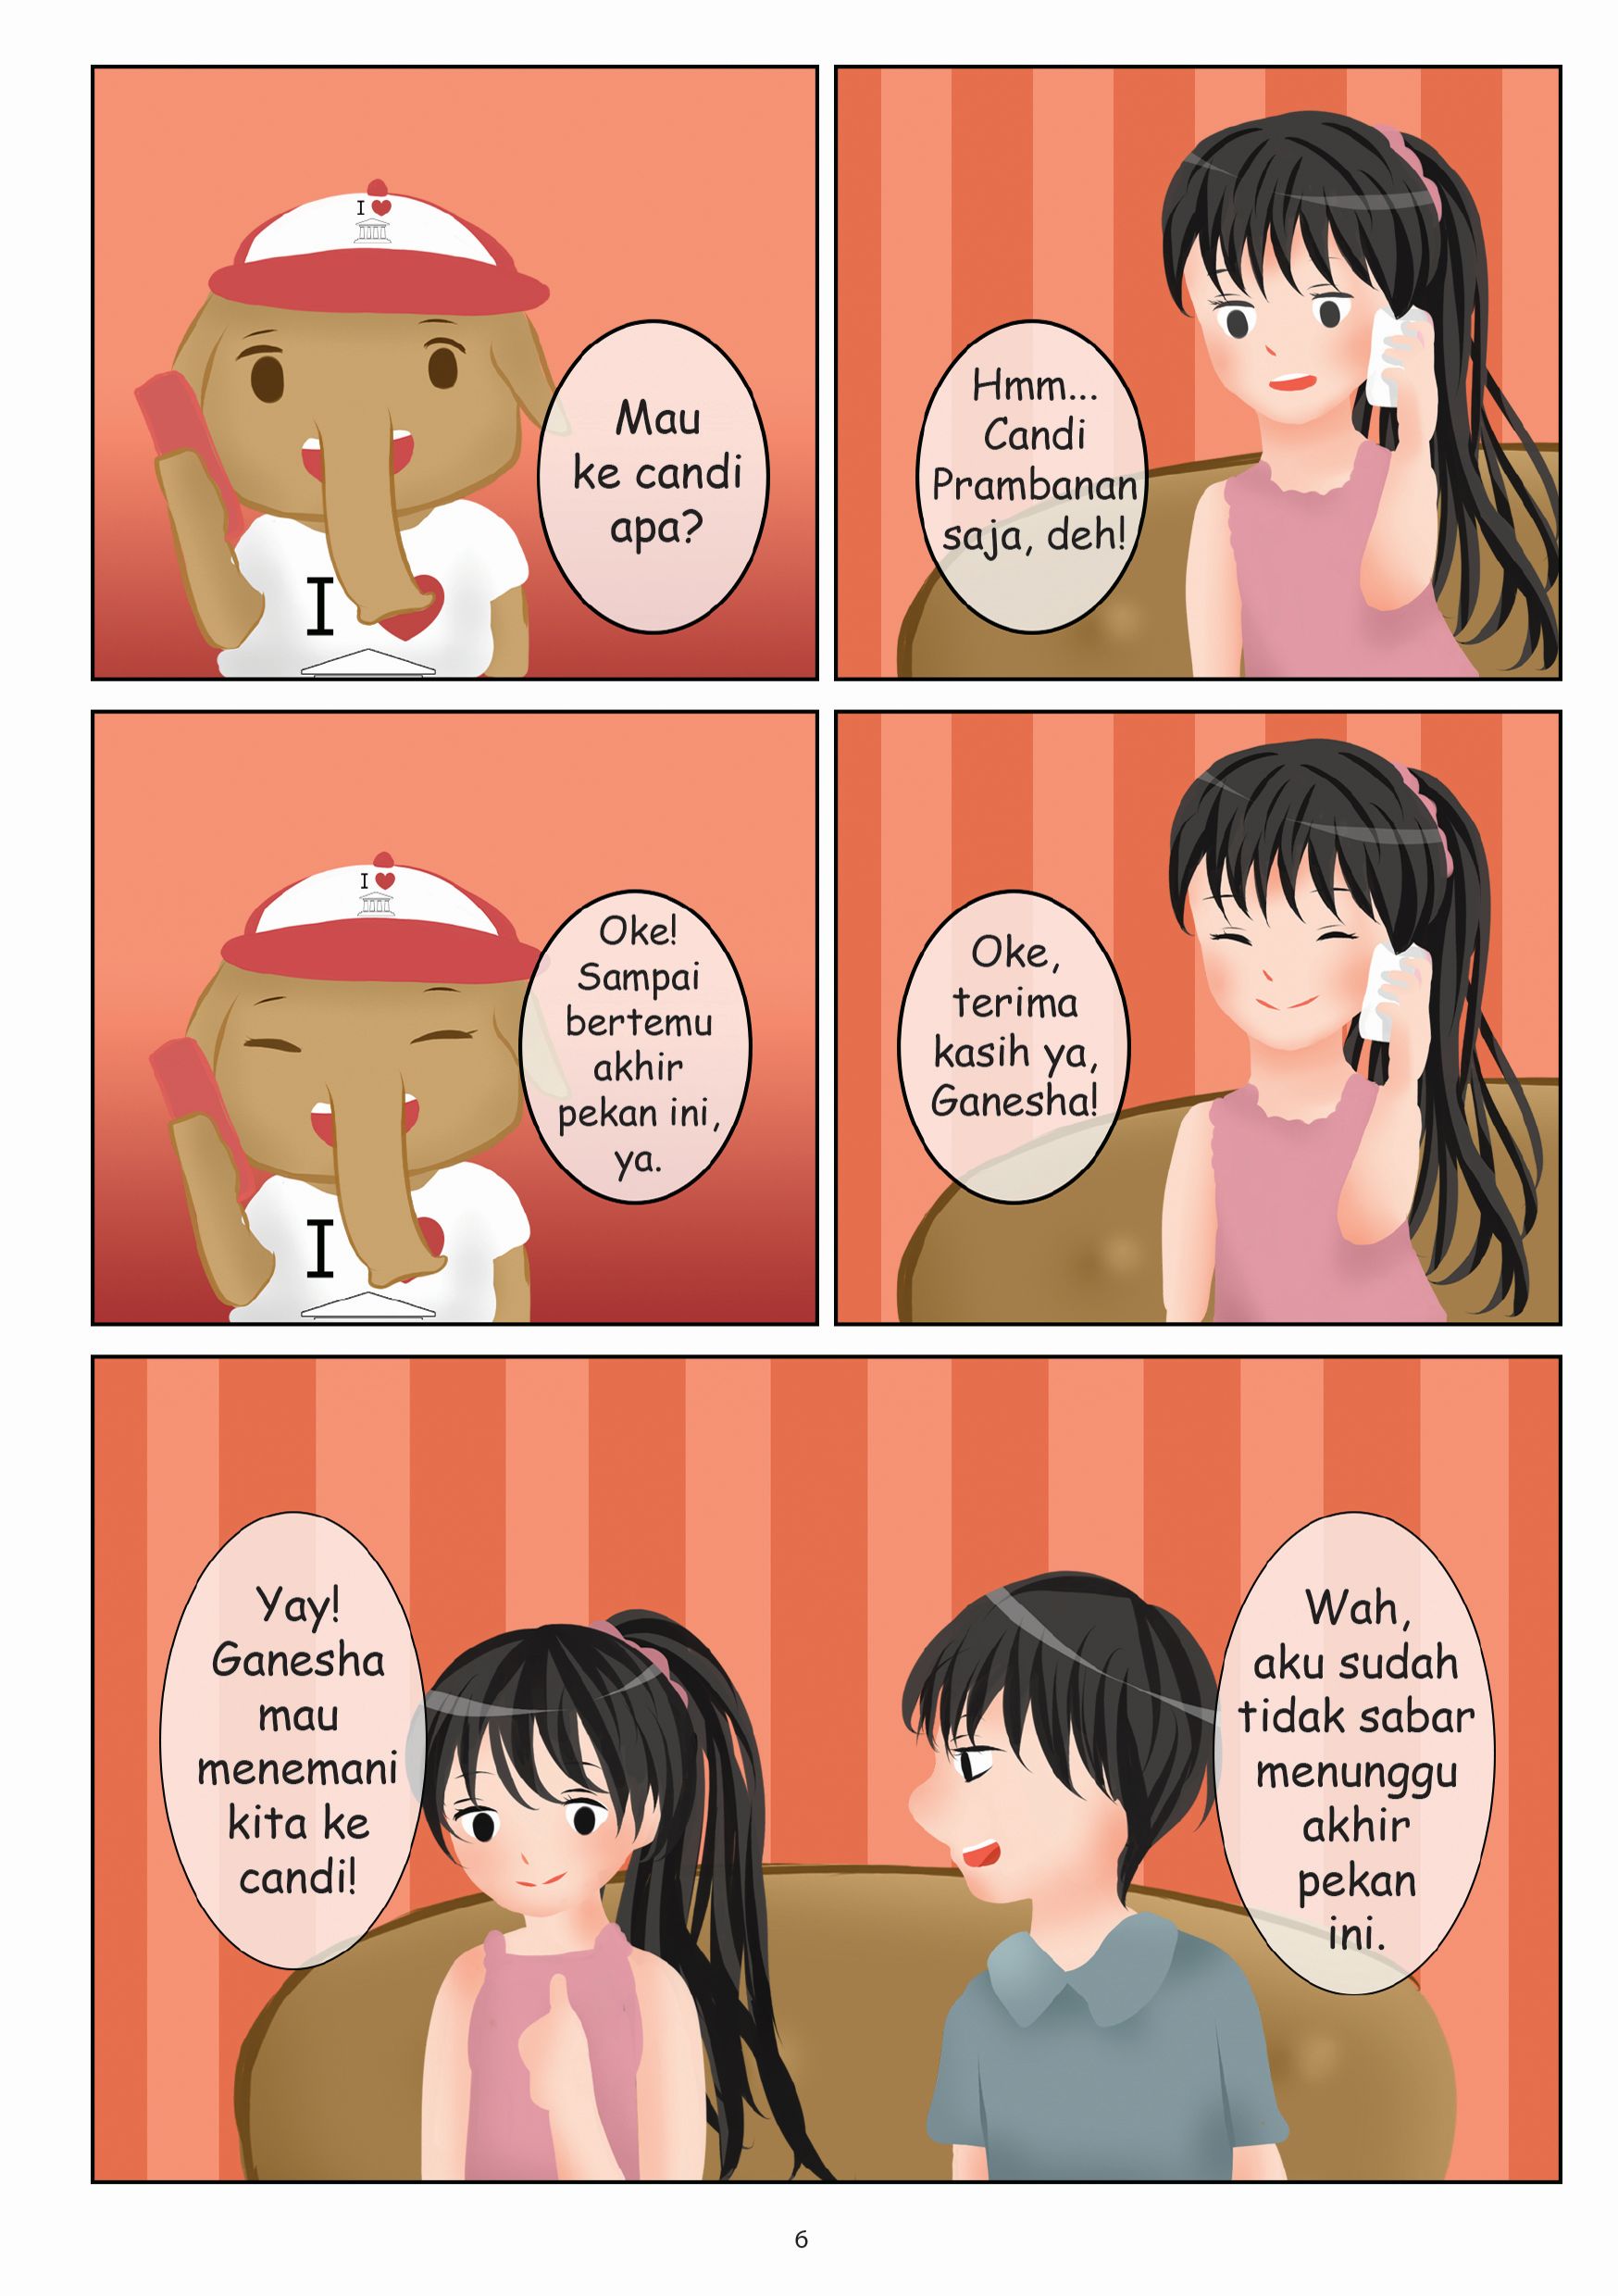 I
Mau
ke candi
apa?
I
Hmm...
Candi
Prambanan
saja, deh!
I
Oke!
Sampai
bertemu
akhir
pekan ini,
ya.
I
Oke,
terima
kasih ya,
Ganesha!
Yay!
Ganesha
mau
menemani
kita ke
candi!
Wah,
aku sudah
tidak sabar
menunggu
akhir
pekan
ini.
6